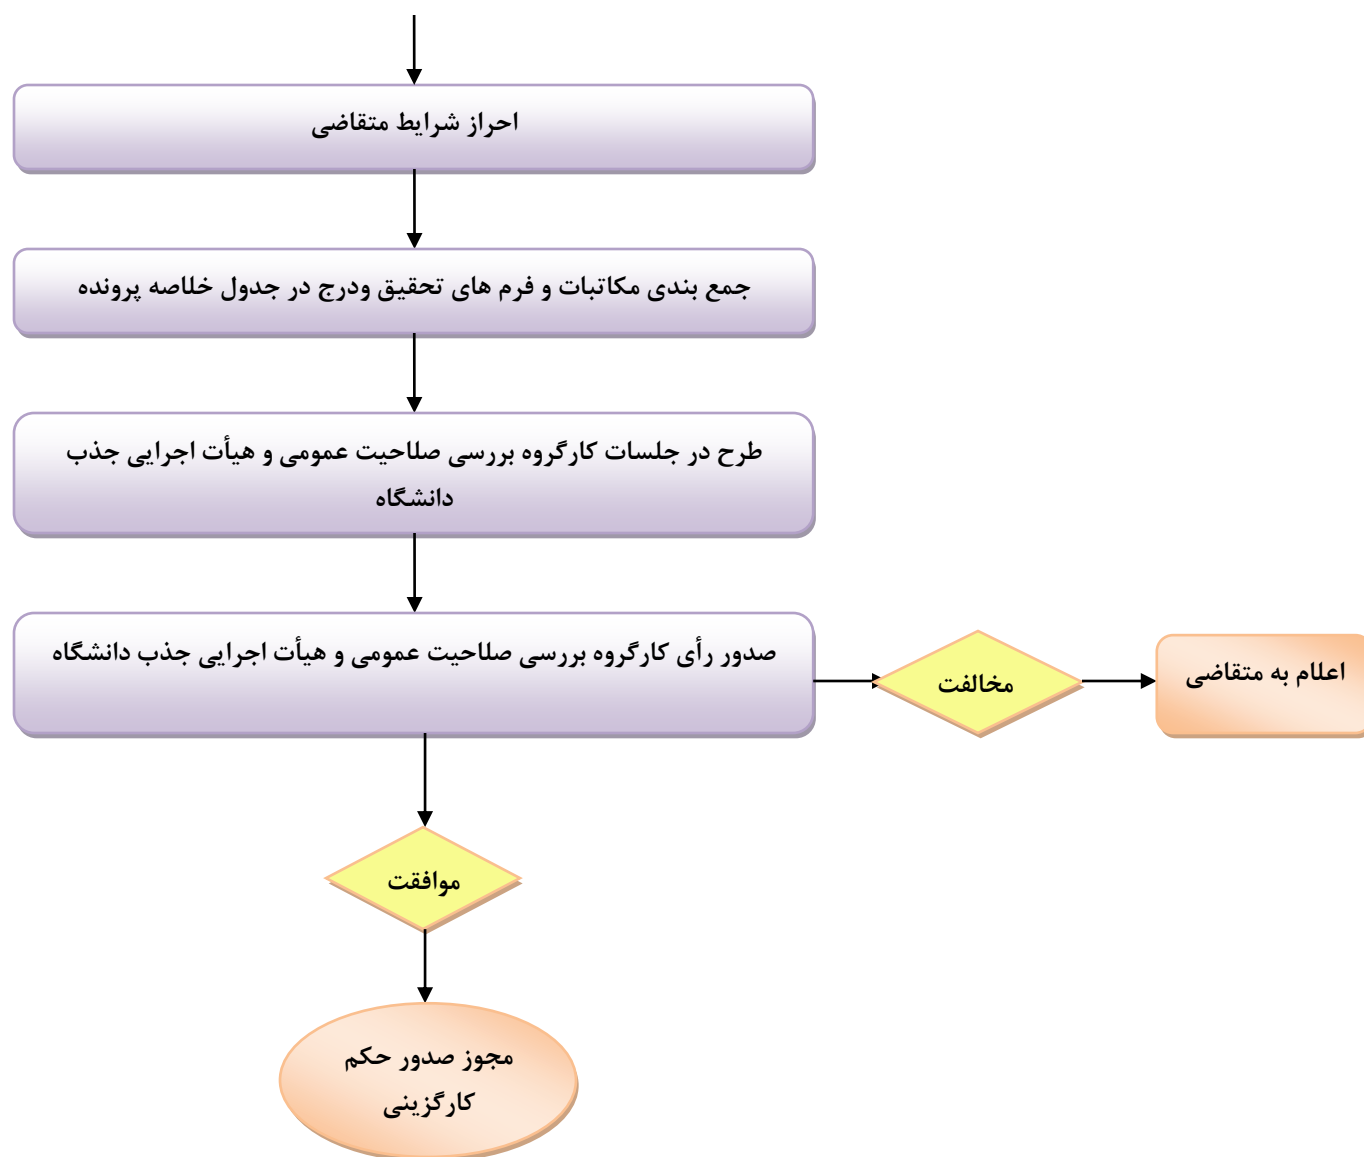 احراز شرایط متقاضی
جمع بندی مکاتبات و فرم های تحقیق ودرج در جدول خلاصه پرونده
طرح در جلسات کارگروه بررسی صلاحیت عمومی و هیأت اجرایی جذب
دانشگاه
صدور رأی کارگروه بررسی صلاحیت عمومی و هیأت اجرایی جذب دانشگاه
مخالفت
اعلام به متقاضی
موافقت
مجوز صدور حکم
کارگزینی